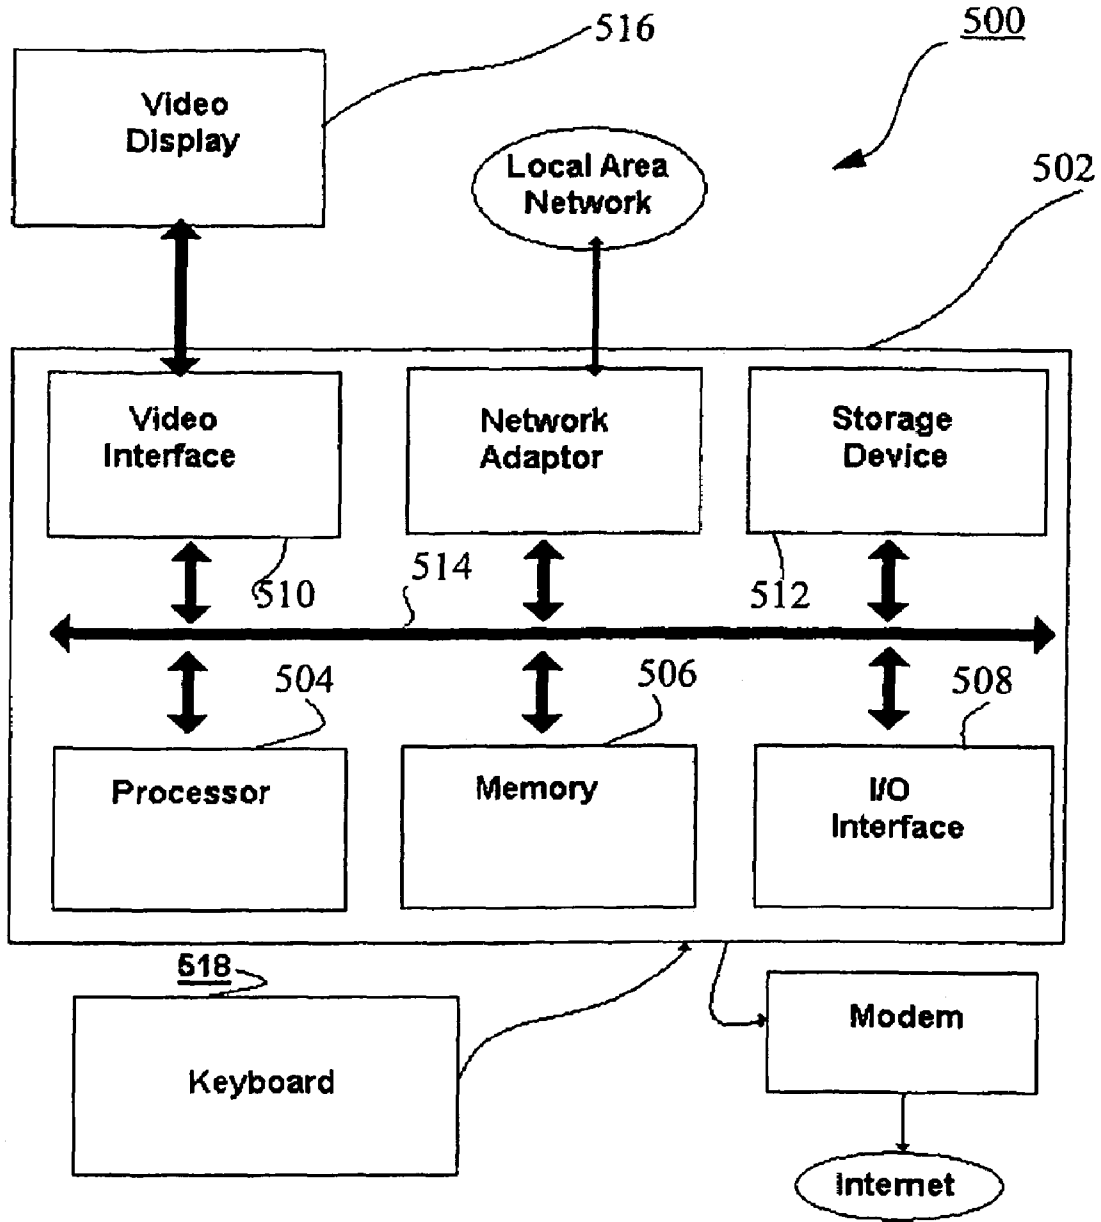 516
500
Video
Display
Local Area
Network
502
Video
Interface
Network
Adaptor
Storage
Device
510
514
512
504
506
508
Processor
Memory
I/O
Interface
518
Keyboard
Modem
Internet